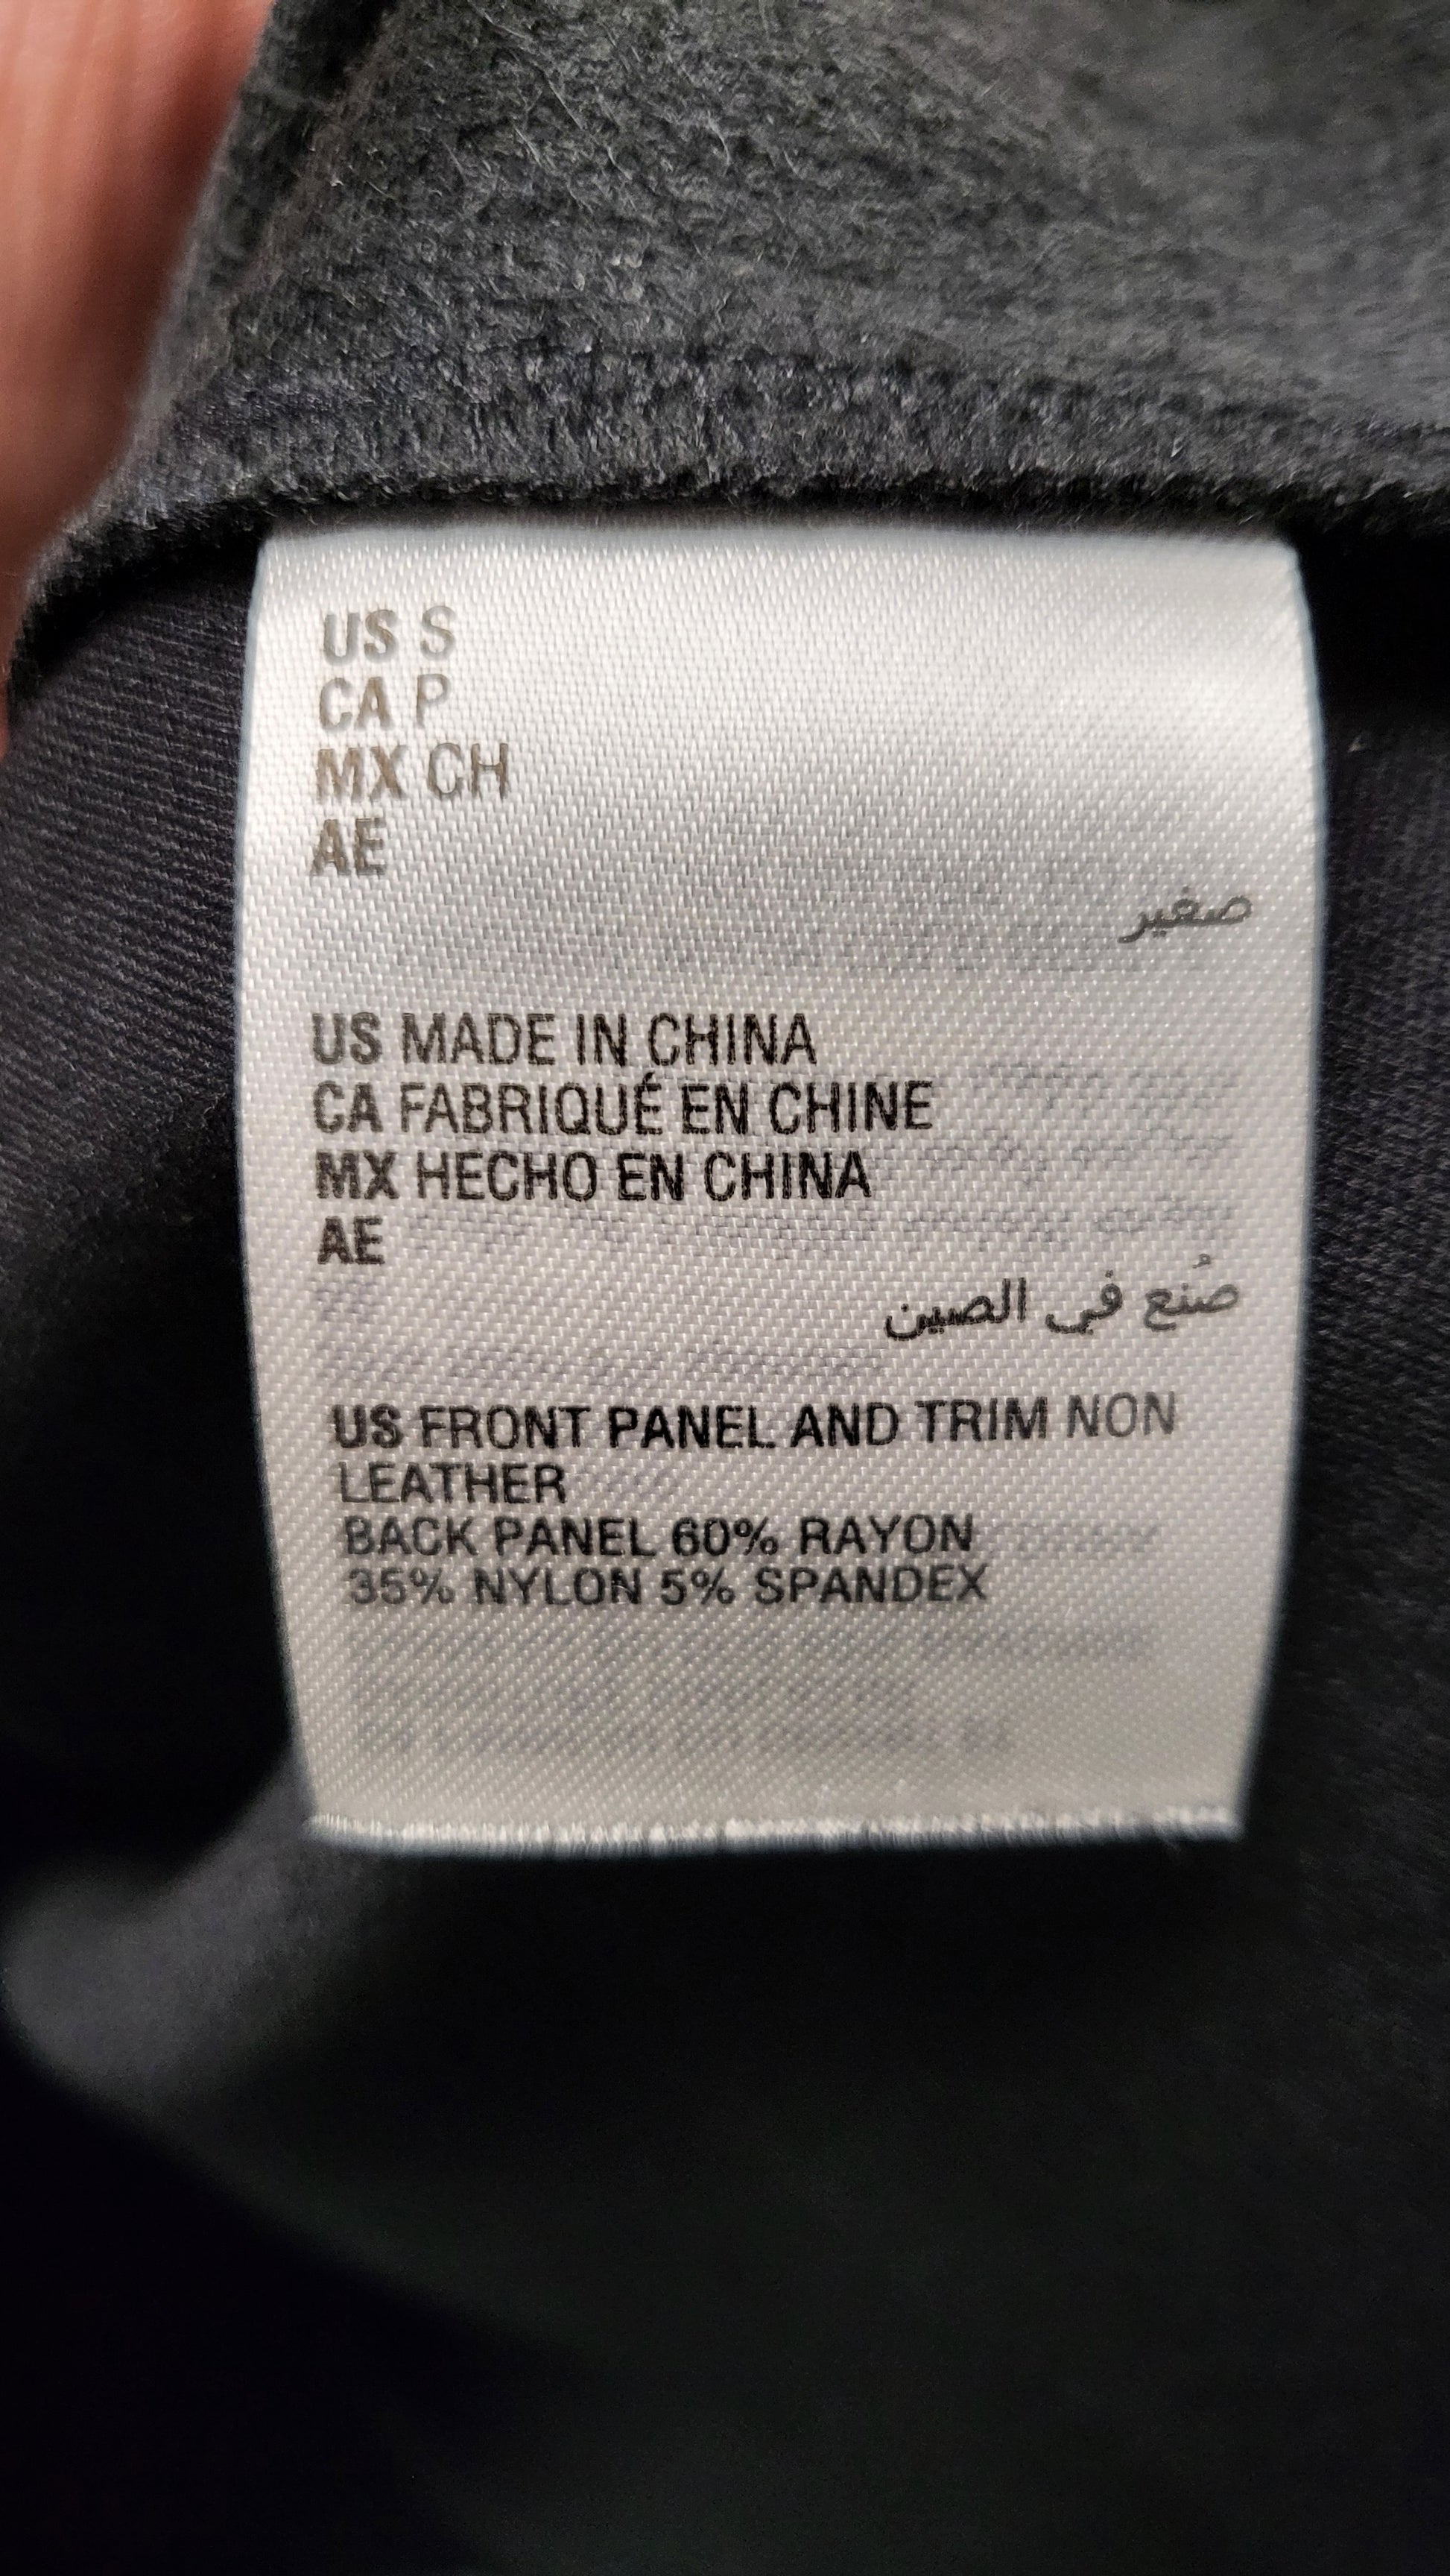 US S
CA P
MX CH
AE
صغير
US MADE IN CHINA
CA FABRIQUÉ EN CHINE
MX HECHO EN CHINA
AE
صُنع في الصين
US FRONT PANEL AND TRIM NON
LEATHER
BACK PANEL 60% RAYON
35% NYLON 5% SPANDEX